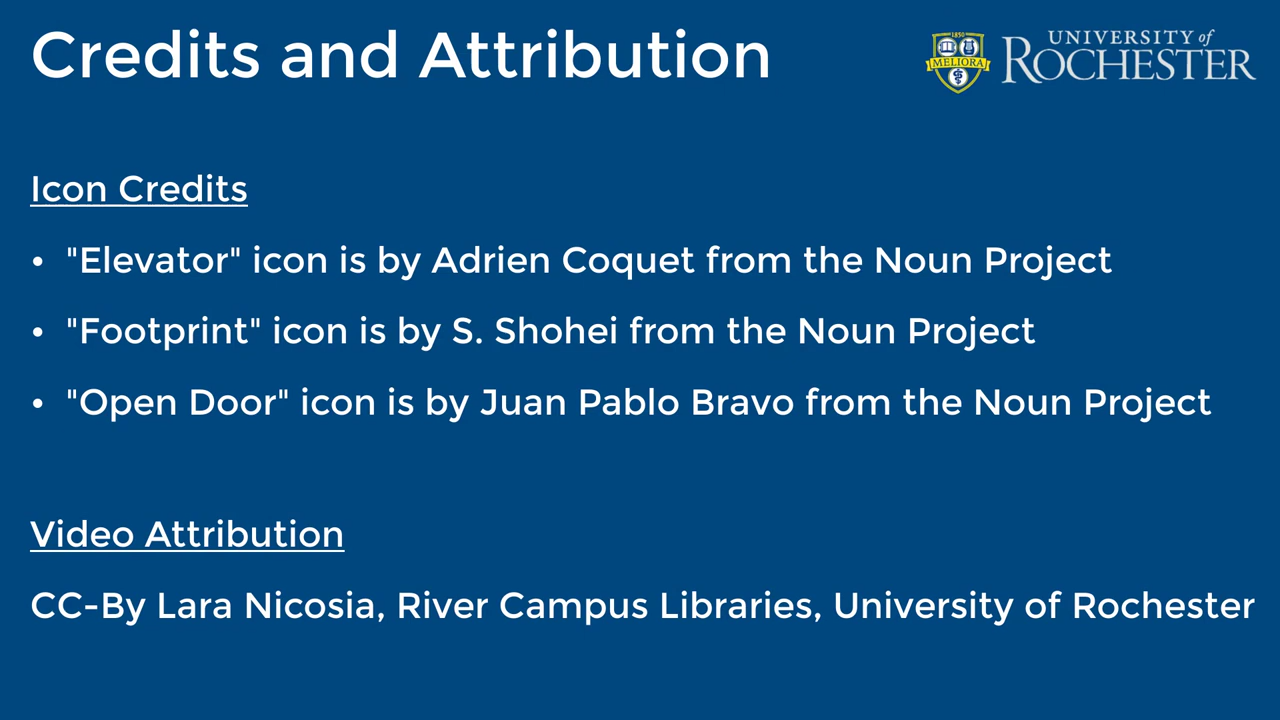 Credits and Attribution
1850
MELIORA
UNIVERSITY of
ROCHESTER
Icon Credits
• "Elevator" icon is by Adrien Coquet from the Noun Project
• "Footprint" icon is by S. Shohei from the Noun Project
• "Open Door" icon is by Juan Pablo Bravo from the Noun Project
Video Attribution
CC-By Lara Nicosia, River Campus Libraries, University of Rochester